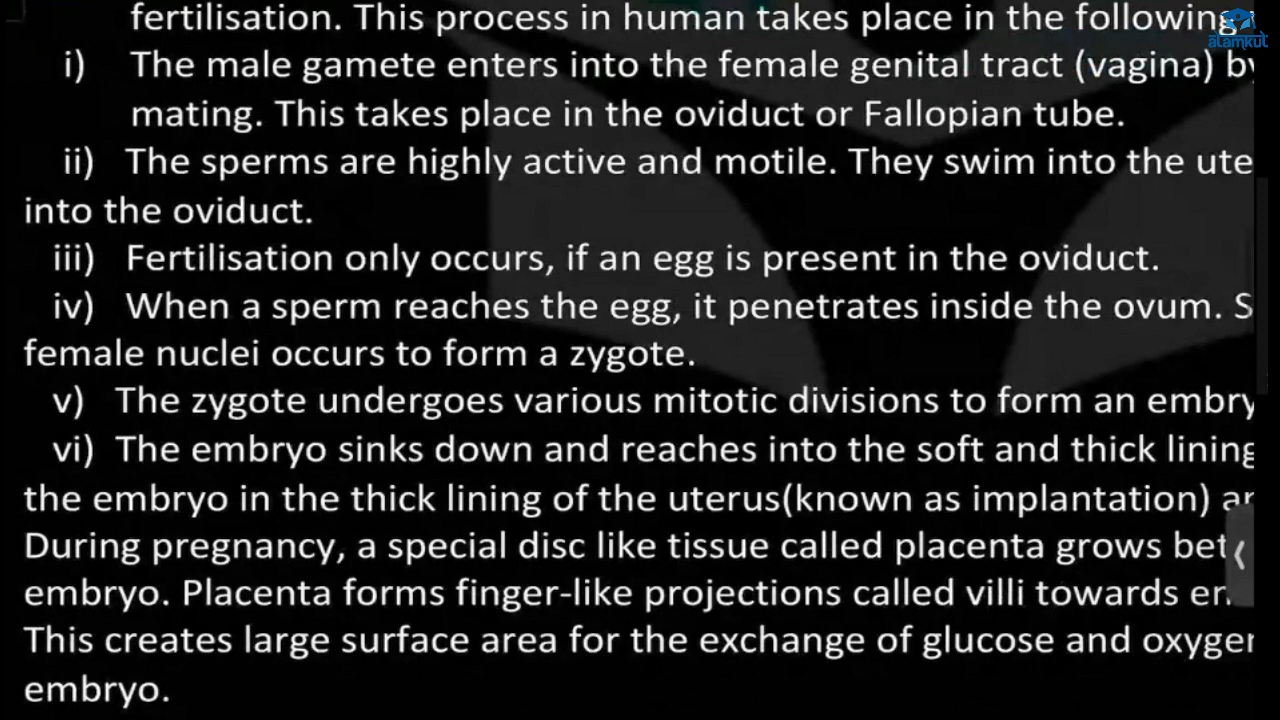 fertilisation. This process in human takes place in the following
alamkul
i) The male gamete enters into the female genital tract (vagina) by
mating. This takes place in the oviduct or Fallopian tube.
ii) The sperms are highly active and motile. They swim into the ute
into the oviduct.
iii) Fertilisation only occurs, if an egg is present in the oviduct.
iv) When a sperm reaches the egg, it penetrates inside the ovum. S
female nuclei occurs to form a zygote.
v) The zygote undergoes various mitotic divisions to form an embry
vi) The embryo sinks down and reaches into the soft and thick lining
the embryo in the thick lining of the uterus(known as implantation) ar
During pregnancy, a special disc like tissue called placenta grows bet
embryo. Placenta forms finger-like projections called villi towards en
This creates large surface area for the exchange of glucose and oxygen
embryo.